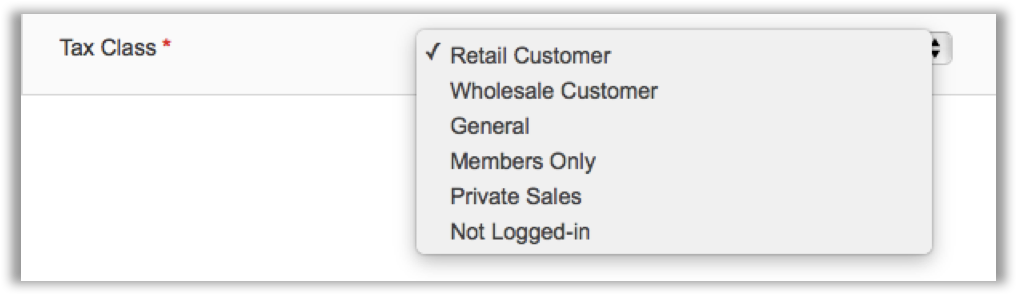 Tax Class *
✓ Retail Customer
Wholesale Customer
General
Members Only
Private Sales
Not Logged-in